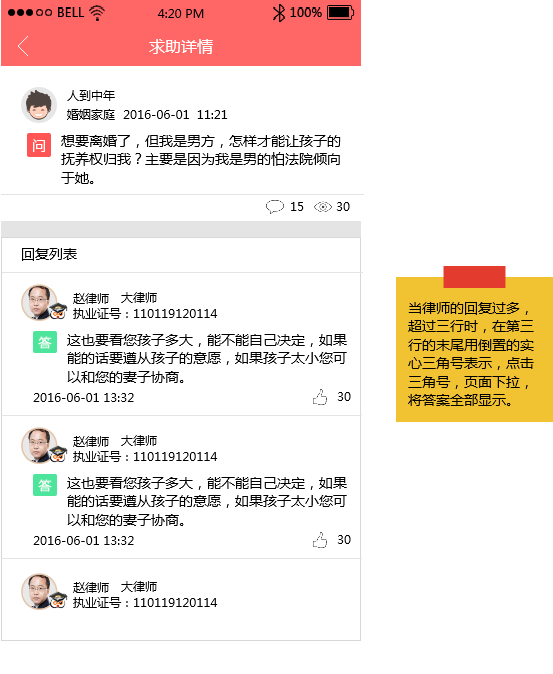 BELL 4:20 PM 100%
求助详情
人到中年
婚姻家庭 2016-06-01 11:21
问 想要离婚了，但我是男方，怎样才能让孩子的
抚养权归我？主要是因为我是男的怕法院倾向
于她。
15 30
回复列表
赵律师 大律师
执业证号：110119120114
答 这也要看您孩子多大，能不能自己决定，如果
能的话要遵从孩子的意愿，如果孩子太小您可
以和您的妻子协商。
2016-06-01 13:32 30
赵律师 大律师
执业证号：110119120114
答 这也要看您孩子多大，能不能自己决定，如果
能的话要遵从孩子的意愿，如果孩子太小您可
以和您的妻子协商。
2016-06-01 13:32 30
赵律师 大律师
执业证号：110119120114
当律师的回复过多，
超过三行时，在第三
行的末尾用倒置的实
心三角号表示，点击
三角号，页面下拉，
将答案全部显示。